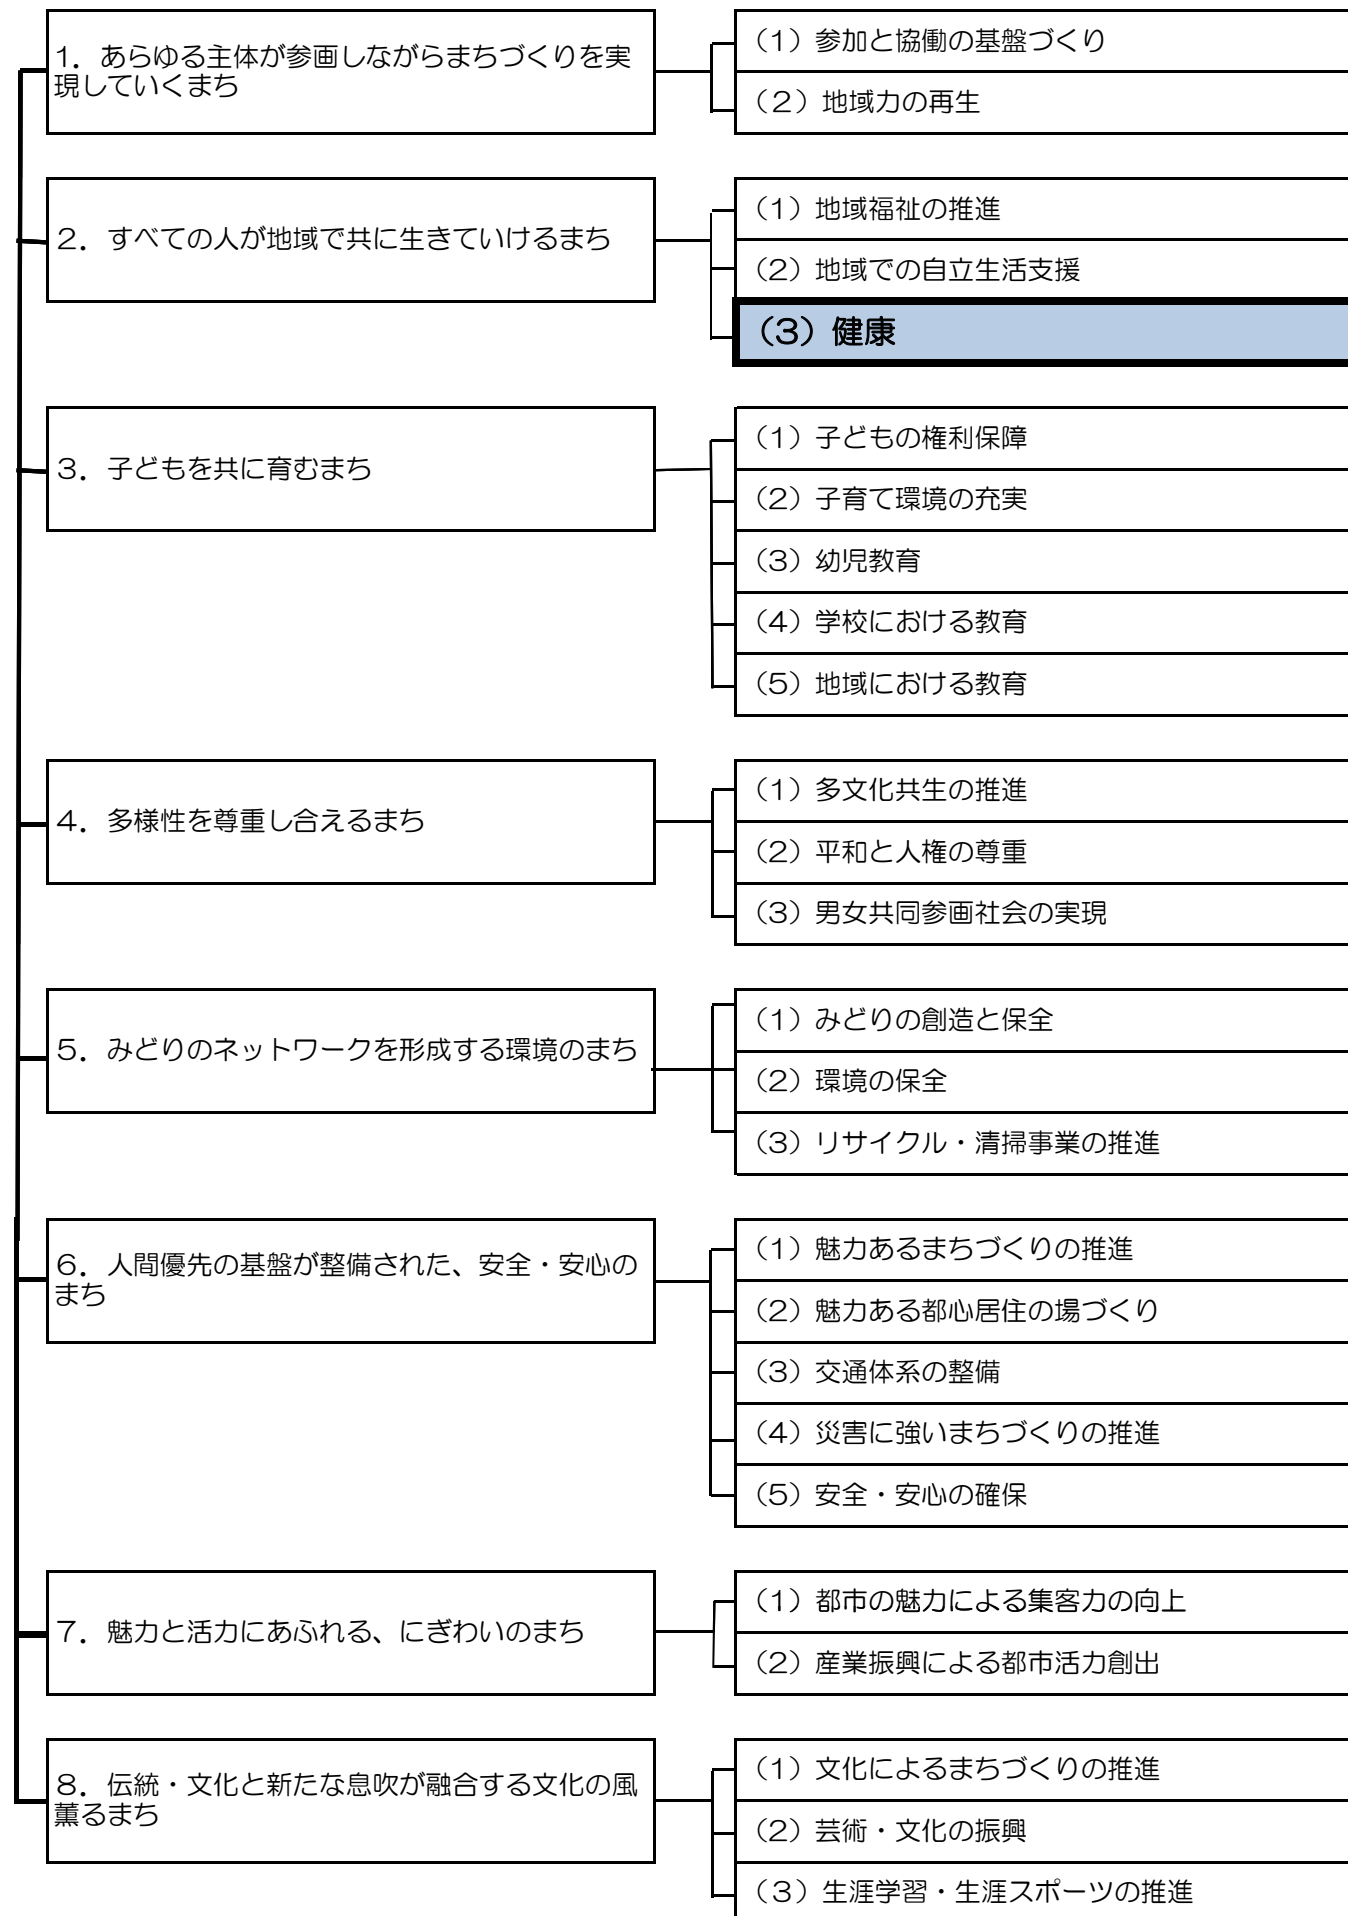 1．あらゆる主体が参画しながらまちづくりを実
現していくまち
（1）参加と協働の基盤づくり
（２）地域力の再生
2．すべての人が地域で共に生きていけるまち
（1）地域福祉の推進
（2）地域での自立生活支援
（3）健康
3．子どもを共に育むまち
（1）子どもの権利保障
（2）子育て環境の充実
（3）幼児教育
（4）学校における教育
（5）地域における教育
4．多様性を尊重し合えるまち
（1）多文化共生の推進
（2）平和と人権の尊重
（3）男女共同参画社会の実現
5．みどりのネットワークを形成する環境のまち
（1）みどりの創造と保全
（2）環境の保全
（3）リサイクル・清掃事業の推進
6．人間優先の基盤が整備された、安全・安心の
まち
（1）魅力あるまちづくりの推進
（2）魅力ある都心居住の場づくり
（3）交通体系の整備
（4）災害に強いまちづくりの推進
（5）安全・安心の確保
7．魅力と活力にあふれる、にぎわいのまち
（1）都市の魅力による集客力の向上
（2）産業振興による都市活力創出
8．伝統・文化と新たな息吹が融合する文化の風
薫るまち
（1）文化によるまちづくりの推進
（2）芸術・文化の振興
（３）生涯学習・生涯スポーツの推進